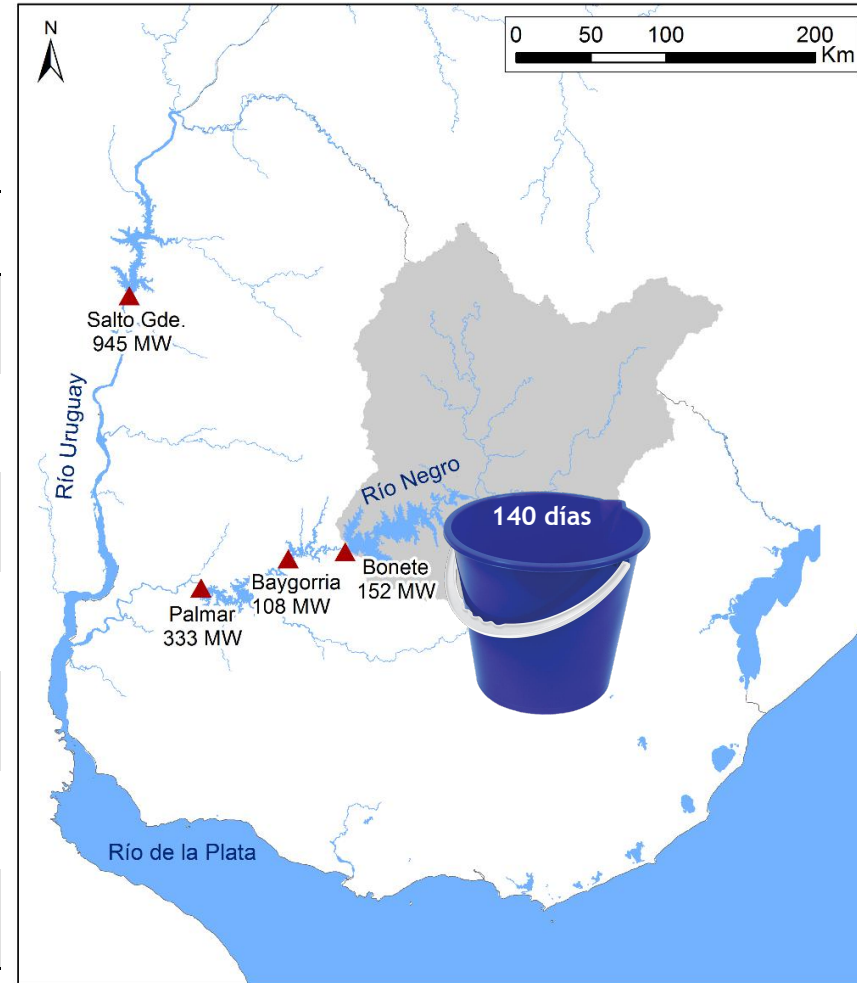 N
0 50 100 200
Km
Salto Gde.
945 MW
Río Uruguay
Río Negro
140 días
Bonete
152 MW
Baygorria
108 MW
Palmar
333 MW
Río de la Plata